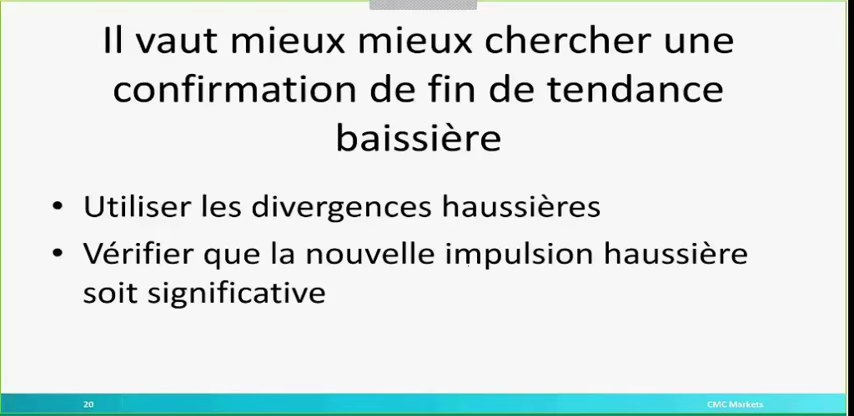 Il vaut mieux mieux chercher une
confirmation de fin de tendance
baissière
• Utiliser les divergences haussières
• Vérifier que la nouvelle impulsion haussière
soit significative
20
CMC Markets